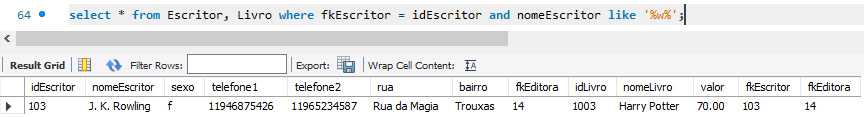 64 select * from Escritor, Livro where fkEscritor = idEscritor and nomeEscritor like '%w%';
Result Grid Filter Rows: Export: Wrap Cell Content: IA
idEscritor nomeEscritor sexo telefone1 telefone2 rua bairro fkEditora idLivro nomeLivro valor fkEscritor fkEditora
103 J. K. Rowling f 11946875426 11965234587 Rua da Magia Trouxas 14 1003 Harry Potter 70.00 103 14